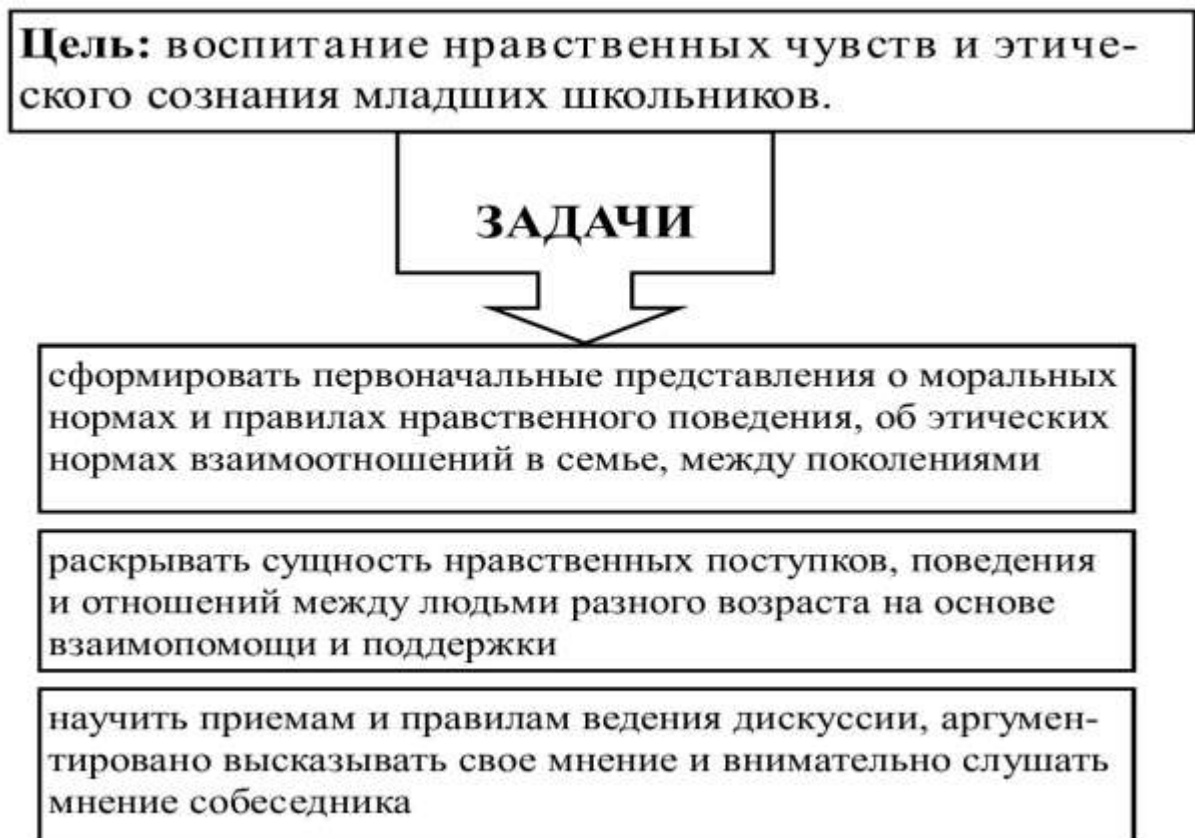 Цель: воспитание нравственных чувств и этиче-
ского сознания младших школьников.
ЗАДАЧИ
сформировать первоначальные представления о моральных
нормах и правилах нравственного поведения, об этических
нормах взаимоотношений в семье, между поколениями
раскрывать сущность нравственных поступков, поведения
и отношений между людьми разного возраста на основе
взаимопомощи и поддержки
научить приемам и правилам ведения дискуссии, аргумен-
тировано высказывать свое мнение и внимательно слушать
мнение собеседника